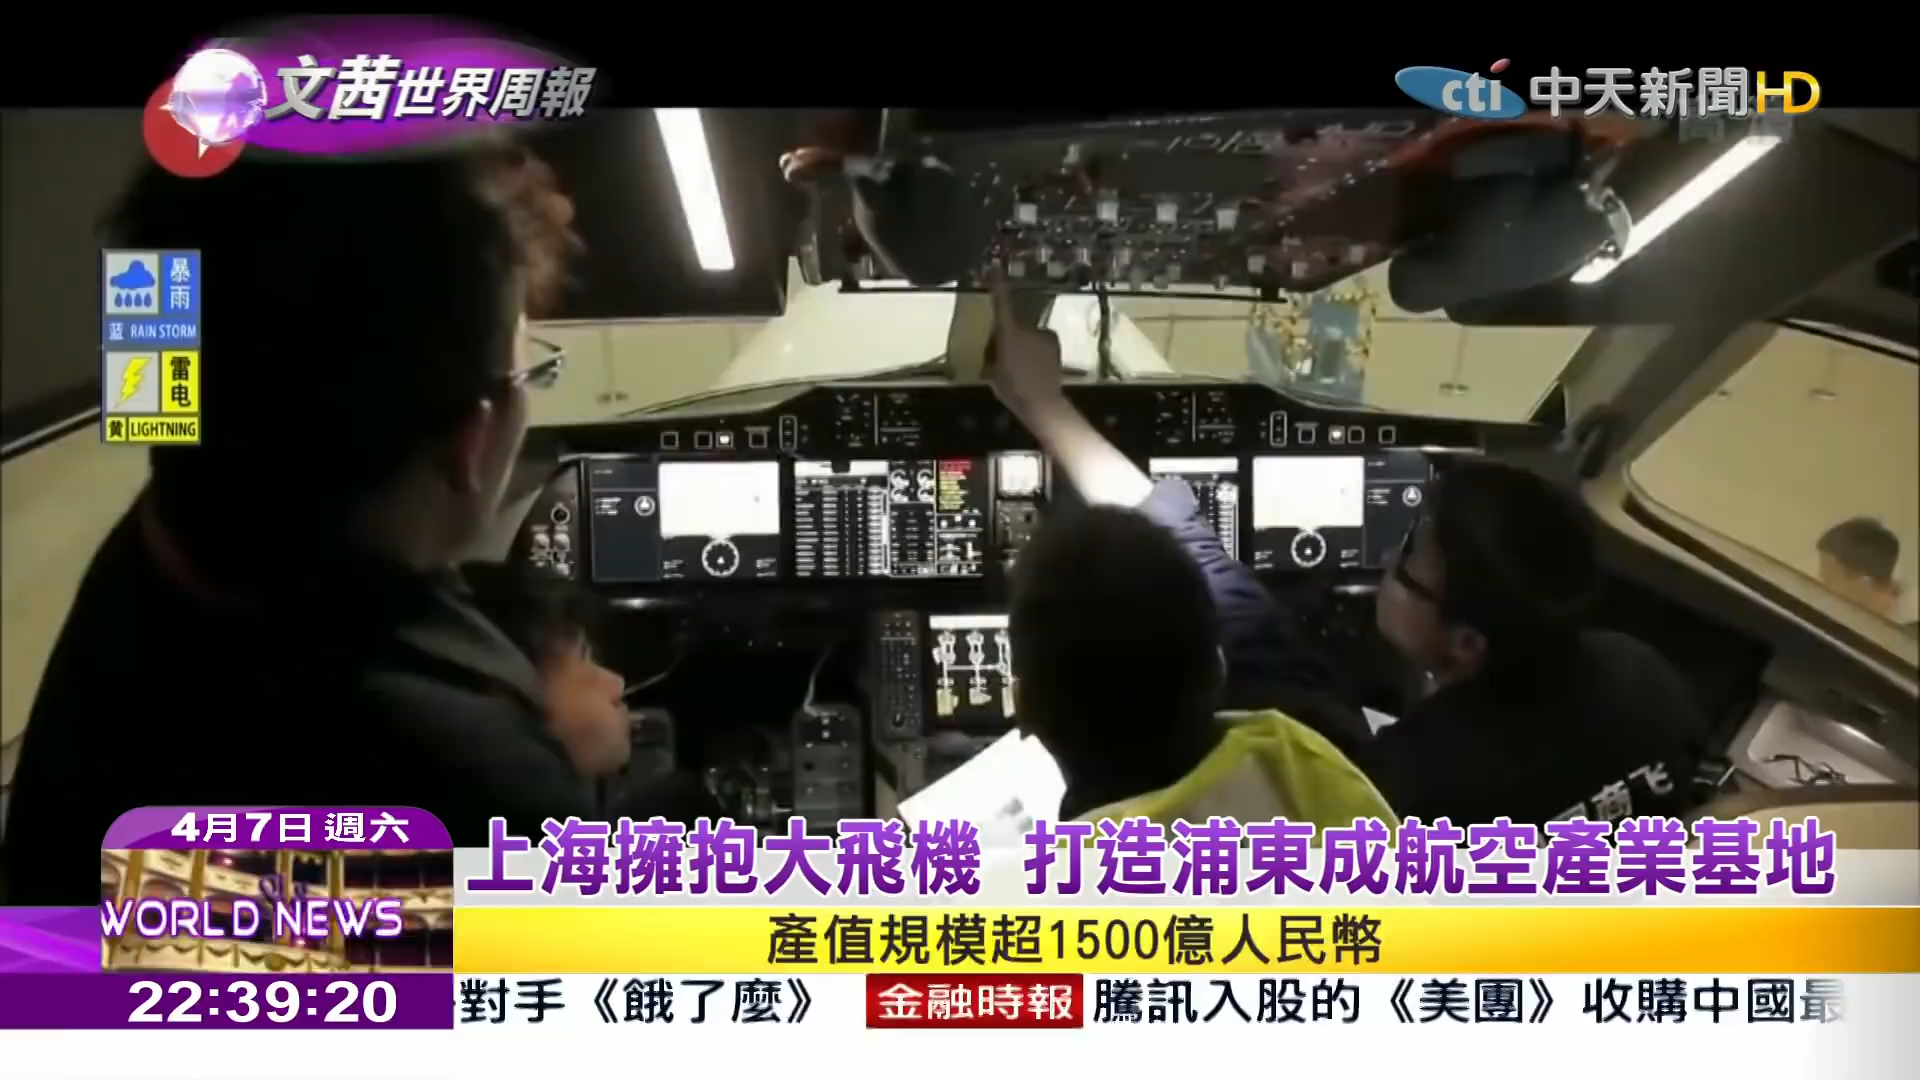 文茜世界周報
cti 中天新聞HD
暴雨
蓝 RAIN STORM
雷电
黄 LIGHTNING
商飞
4月7日 週六
上海擁抱大飛機 打造浦東成航空產業基地
WORLD NEWS
產值規模超1500億人民幣
22:39:20
對手《餓了麼》 金融時報 騰訊入股的《美團》收購中國最